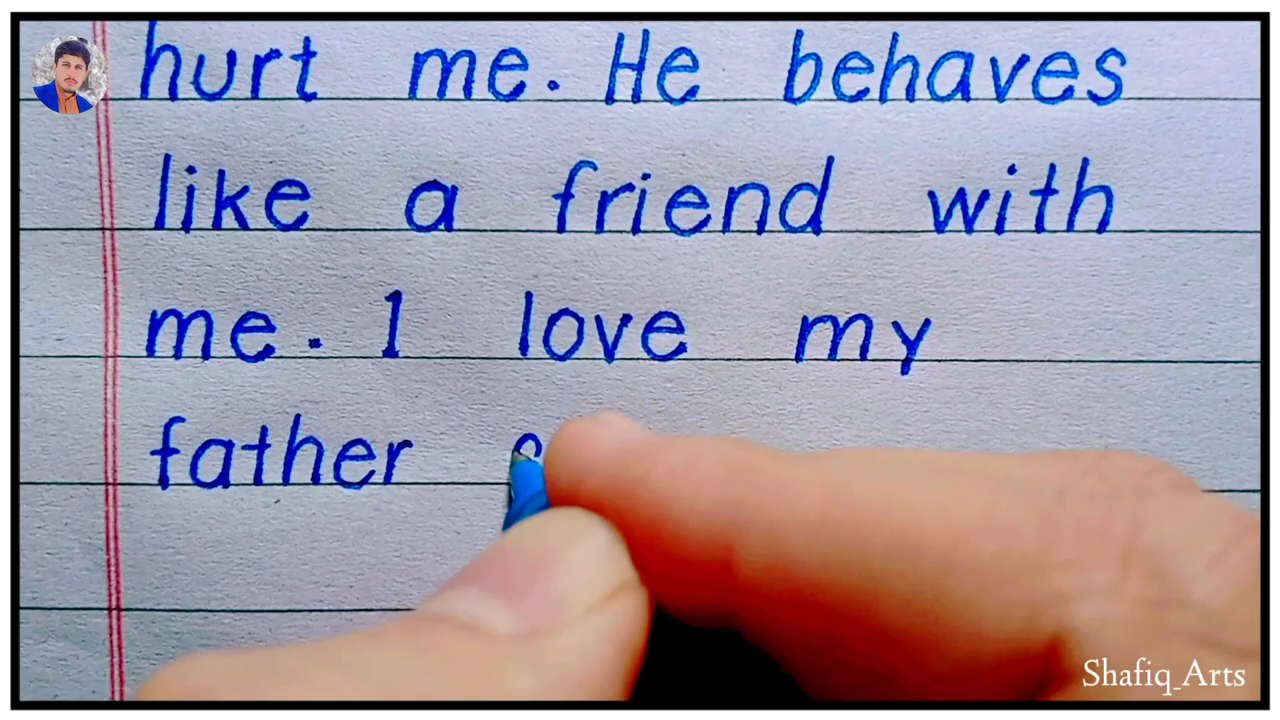 hurt me. He behaves
like a friend with
me. I love my
father
Shafiq_Arts